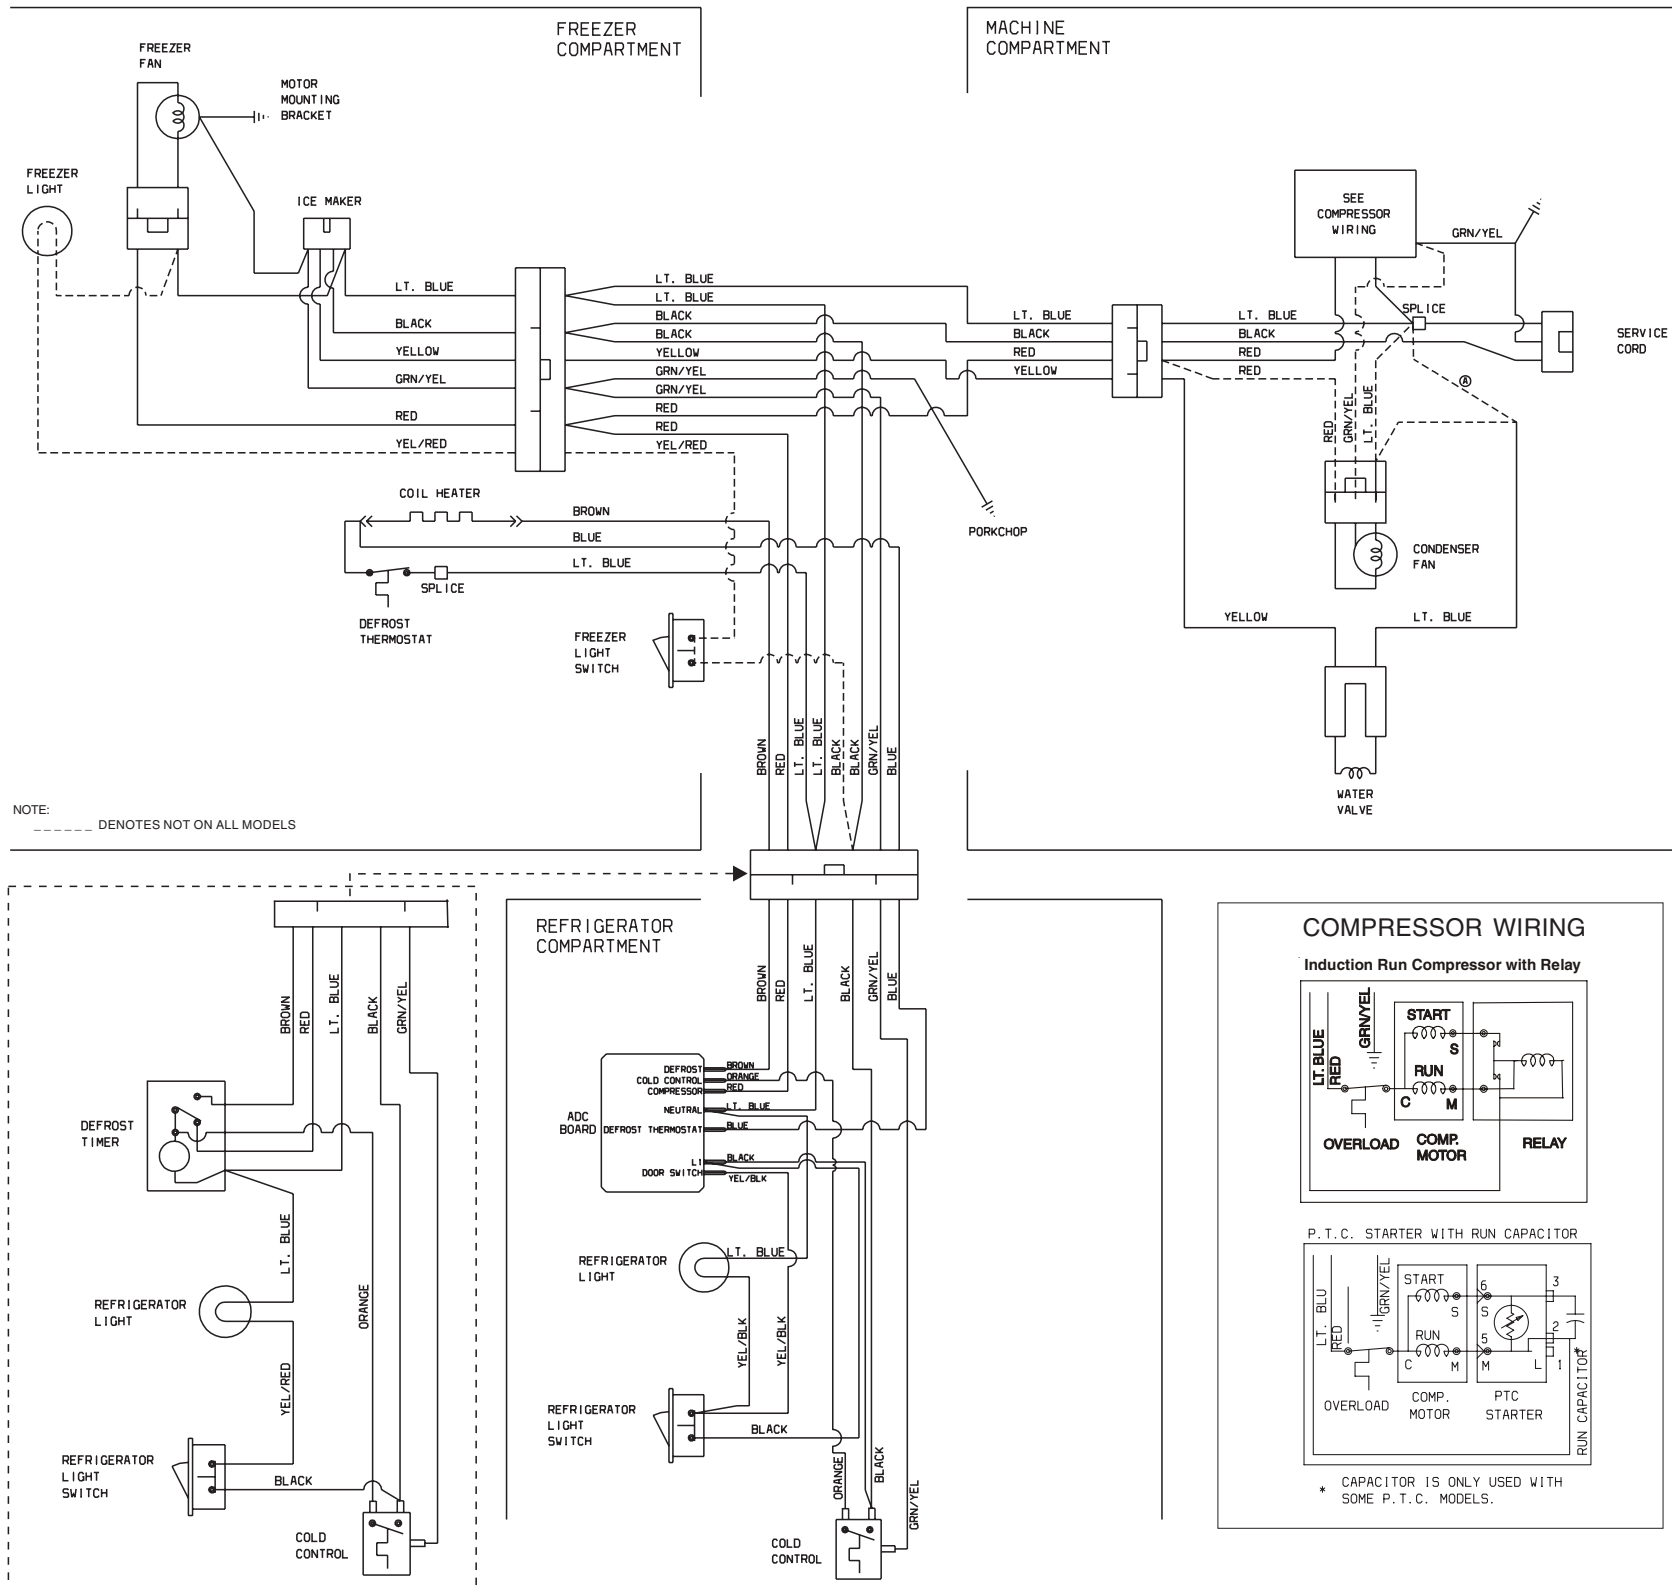 FREEZER
COMPARTMENT
MACHINE
COMPARTMENT
FREEZER
FAN
MOTOR
MOUNTING
BRACKET
FREEZER
LIGHT
ICE MAKER
SEE
COMPRESSOR
WIRING
GRN/YEL
LT. BLUE
BLACK
YELLOW
GRN/YEL
RED
YEL/RED
LT. BLUE
LT. BLUE
BLACK
BLACK
YELLOW
GRN/YEL
GRN/YEL
RED
RED
YEL/RED
LT. BLUE
BLACK
RED
YELLOW
SPLICE
LT. BLUE
BLACK
RED
RED
SERVICE
CORD
A
RED
GRN/YEL
LT. BLUE
COIL HEATER
BROWN
BLUE
LT. BLUE
SPLICE
DEFROST
THERMOSTAT
PORKCHOP
CONDENSER
FAN
FREEZER
LIGHT
SWITCH
YELLOW
LT. BLUE
WATER
VALVE
BROWN
RED
LT. BLUE
LT. BLUE
BLACK
BLACK
GRN/YEL
BLUE
NOTE:
______ DENOTES NOT ON ALL MODELS
REFRIGERATOR
COMPARTMENT
BROWN
RED
LT. BLUE
BLACK
GRN/YEL
BROWN
RED
LT. BLUE
BLACK
GRN/YEL
BLUE
DEFROST
TIMER
LT. BLUE
REFRIGERATOR
LIGHT
ORANGE
YEL/RED
REFRIGERATOR
LIGHT
SWITCH
BLACK
COLD
CONTROL
ADC
BOARD
DEFROST
COLD CONTROL
COMPRESSOR
NEUTRAL
DEFROST THERMOSTAT
L1
DOOR SWITCH
BROWN
ORANGE
RED
LT. BLUE
BLUE
BLACK
YEL/BLK
REFRIGERATOR
LIGHT
LT. BLUE
YEL/BLK
YEL/BLK
REFRIGERATOR
LIGHT
SWITCH
BLACK
ORANGE
BLACK
GRN/YEL
COLD
CONTROL
COMPRESSOR WIRING
Induction Run Compressor with Relay
LT. BLUE
RED
GRN/YEL
START
S
RUN
C
M
OVERLOAD
COMP.
MOTOR
RELAY
P.T.C. STARTER WITH RUN CAPACITOR
LT. BLU
RED
GRN/YEL
START
S
RUN
C
M
6
S
5
M
3
2
L
1
OVERLOAD
COMP.
MOTOR
PTC
STARTER
RUN CAPACITOR *
* CAPACITOR IS ONLY USED WITH
SOME P.T.C. MODELS.